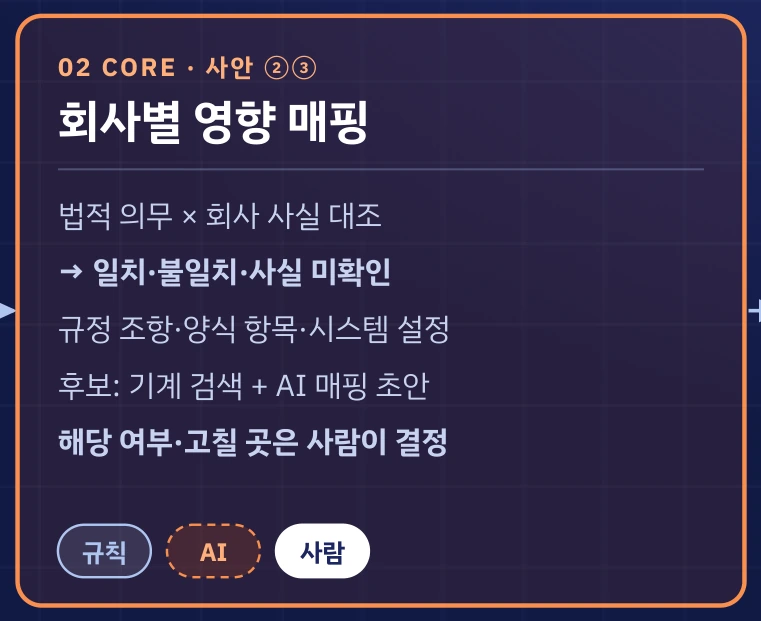 02 CORE · 사안 ②③
회사별 영향 매핑
법적 의무 × 회사 사실 대조
→ 일치·불일치·사실 미확인
규정 조항·양식 항목·시스템 설정
후보: 기계 검색 + AI 매핑 초안
해당 여부·고칠 곳은 사람이 결정
규칙 AI 사람